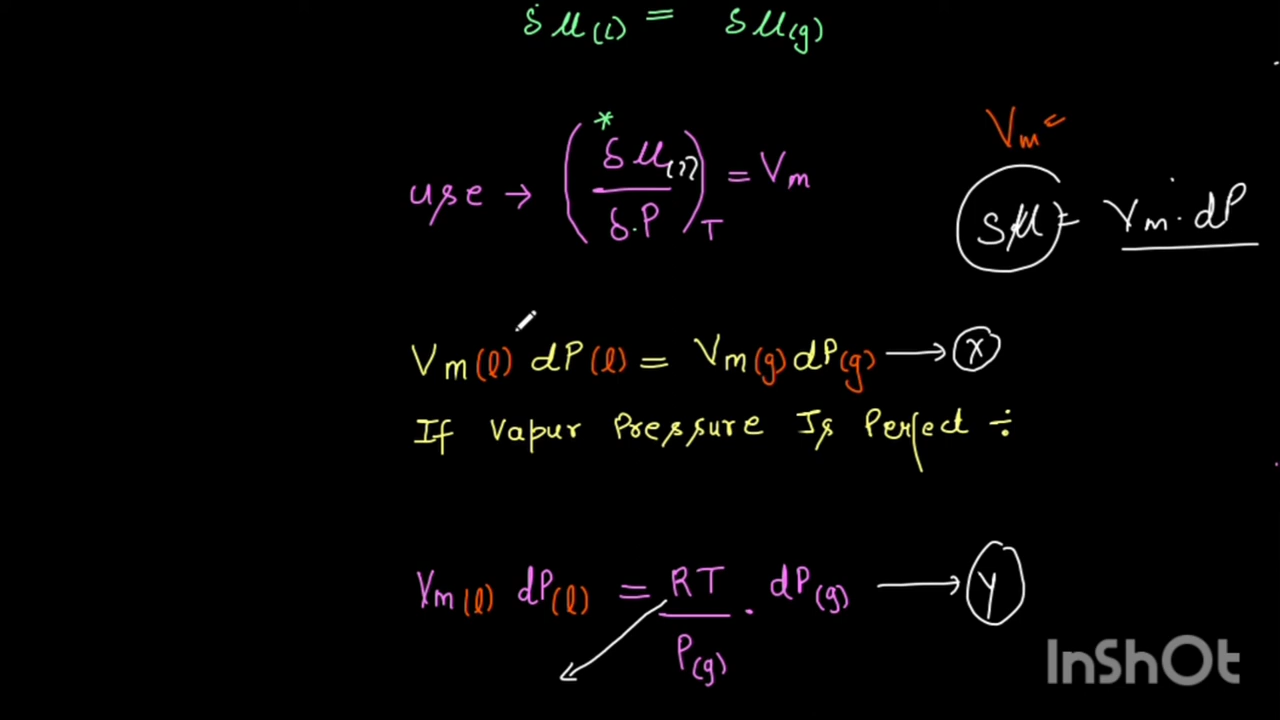 δμ(l) = δμ(g)
Vm =
use → (*δμ(l) / δ.P)T = Vm
δμ = Vm. dP
Vm(l) dP(l) = Vm(g) dP(g) → X
If Vapur Pressure Is Perfect ÷
Vm(l) dP(l) = RT / P(g) . dP(g) → y
InShOt